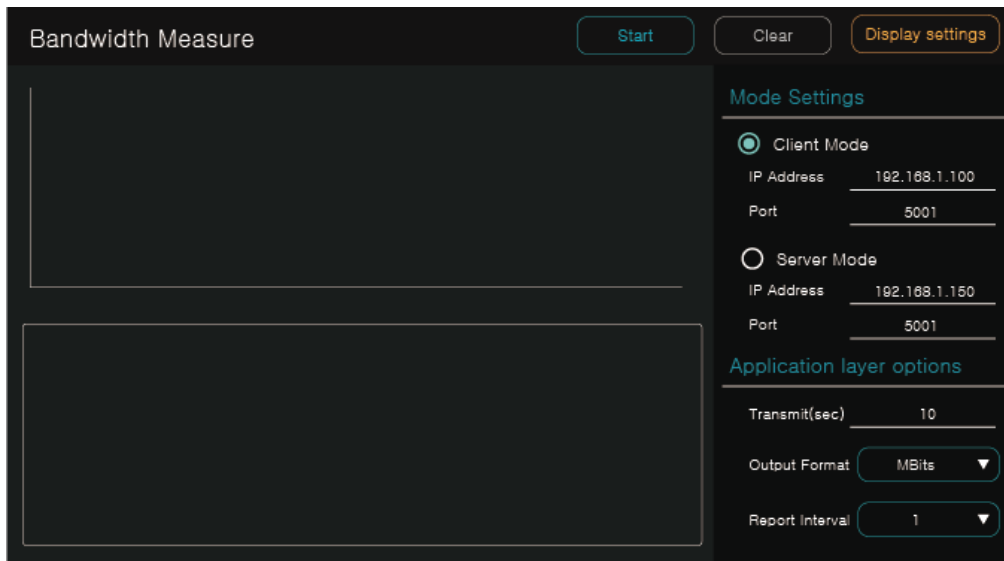 Bandwidth Measure
Start
Clear
Display settings
Mode Settings
Client Mode
IP Address 192.168.1.100
Port 5001
Server Mode
IP Address 192.168.1.150
Port 5001
Application layer options
Transmit(sec) 10
Output Format MBits
Report Interval 1